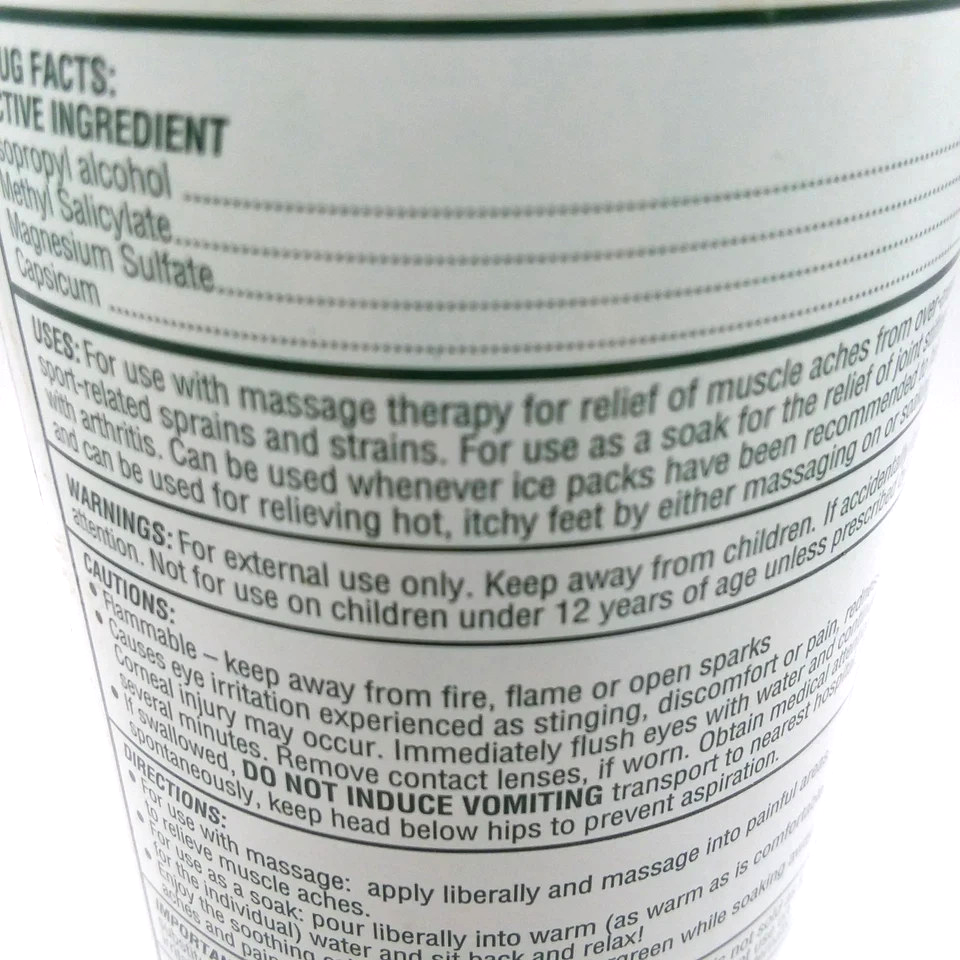 UG FACTS:
CTIVE INGREDIENT
sopropyl alcohol
Methyl Salicylate
Magnesium Sulfate
Capsicum
USES: For use with massage therapy for relief of muscle aches from over-
sport-related sprains and strains. For use as a soak for the relief of joint
with arthritis. Can be used whenever ice packs have been recommended
and can be used for relieving hot, itchy feet by either massaging on or
WARNINGS: For external use only. Keep away from children. If accidentally
attention. Not for use on children under 12 years of age unless prescribed
CAUTIONS:
• Flammable – keep away from fire, flame or open sparks
• Causes eye irritation experienced as stinging, discomfort or pain,
Corneal injury may occur. Immediately flush eyes with water and
several minutes. Remove contact lenses, if worn. Obtain medical
• If swallowed, DO NOT INDUCE VOMITING transport to nearest
spontaneously, keep head below hips to prevent aspiration.
DIRECTIONS:
• For use with massage: apply liberally and massage into painful areas
to relieve muscle aches.
• For use as a soak: pour liberally into warm (as warm as is
for the individual) water and sit back and relax!
• Enjoy the soothing while soaking
aches and